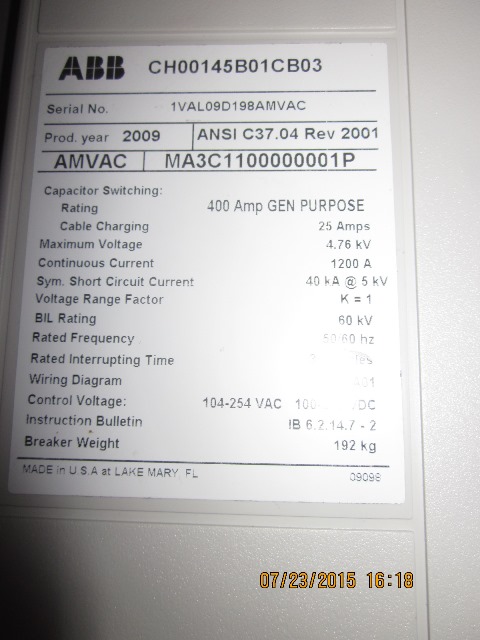 ABB CH00145B01CB03
Serial No. 1VAL09D198AMVAC
Prod. year 2009 ANSI C37.04 Rev 2001
AMVAC MA3C1100000001P
Capacitor Switching:
Rating 400 Amp GEN PURPOSE
Cable Charging 25 Amps
Maximum Voltage 4.76 kV
Continuous Current 1200 A
Sym. Short Circuit Current 40 kA @ 5 kV
Voltage Range Factor K = 1
BIL Rating 60 kV
Rated Frequency 50/60 hz
Rated Interrupting Time
Wiring Diagram
Control Voltage: 104-254 VAC
Instruction Bulletin IB 6.2.14.7 - 2
Breaker Weight 192 kg
MADE in U.S.A at LAKE MARY, FL 09098
07/23/2015 16:18